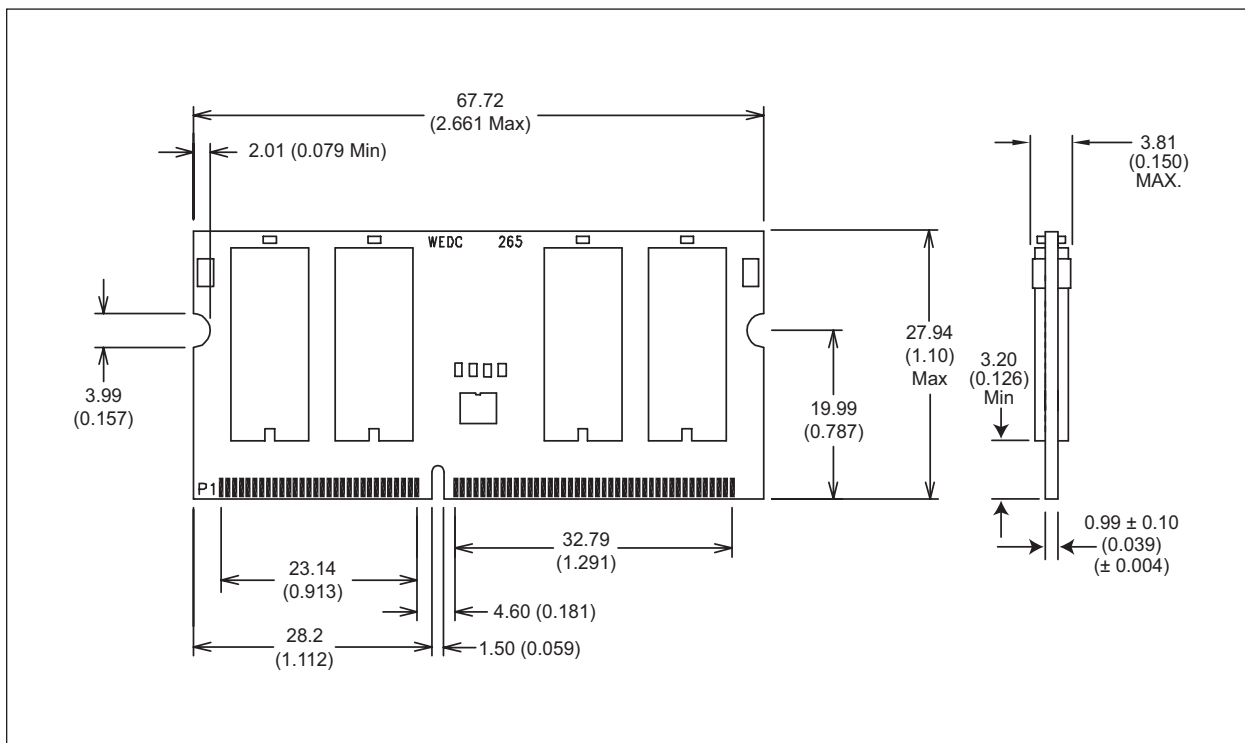 67.72
(2.661 Max)
2.01 (0.079 Min)
3.81
(0.150)
MAX.
WEDC 265
3.99
(0.157)
27.94
(1.10)
Max
3.20
(0.126)
Min
19.99
(0.787)
P1
32.79
(1.291)
0.99 ± 0.10
(0.039)
(± 0.004)
23.14
(0.913)
4.60 (0.181)
28.2
(1.112)
1.50 (0.059)